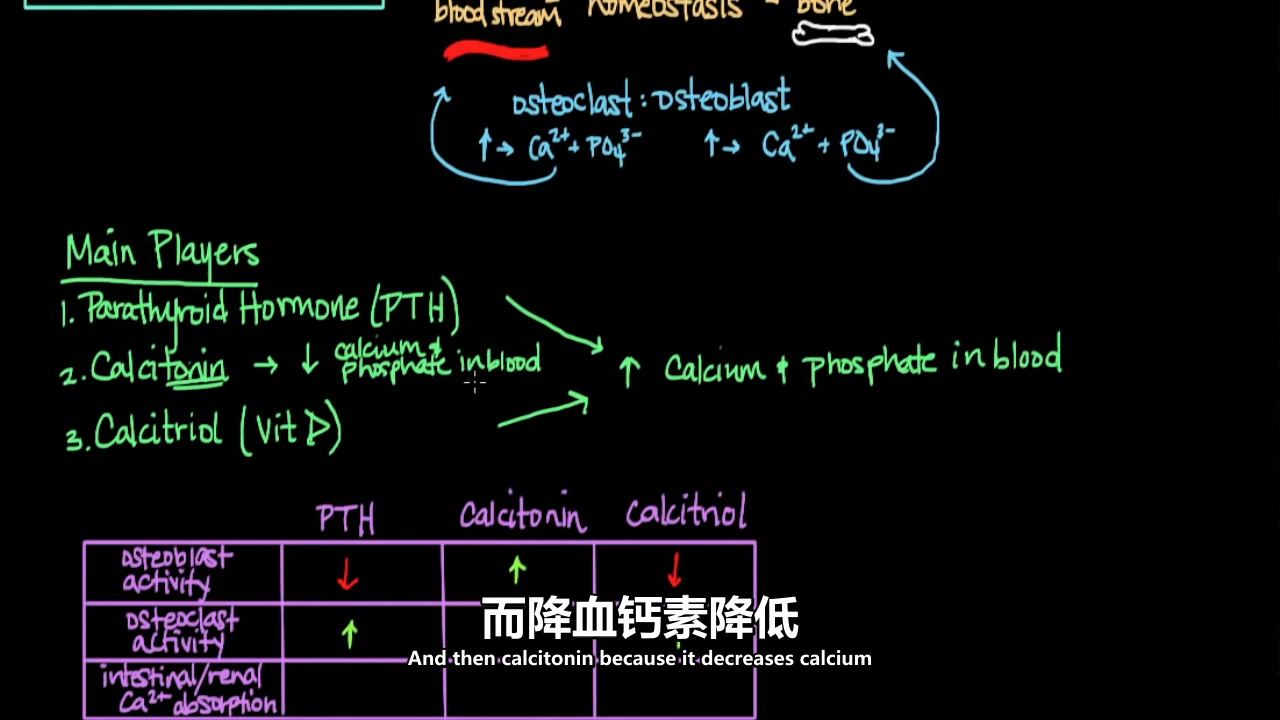 blood stream homeostasis - bone
osteoclast : osteoblast
↑ → Ca²⁺ + PO₄³⁻ ↑ → Ca²⁺ + PO₄³⁻
Main Players
1. Parathyroid Hormone (PTH)
2. Calcitonin → ↓ calcium & phosphate in blood
↑ Calcium & phosphate in blood
3. Calcitriol (Vit D)
PTH Calcitonin Calcitriol
osteoblast activity ↓ ↑ ↓
osteoclast activity ↑
intestinal/renal Ca²⁺ absorption
而降血钙素降低
And then calcitonin because it decreases calcium